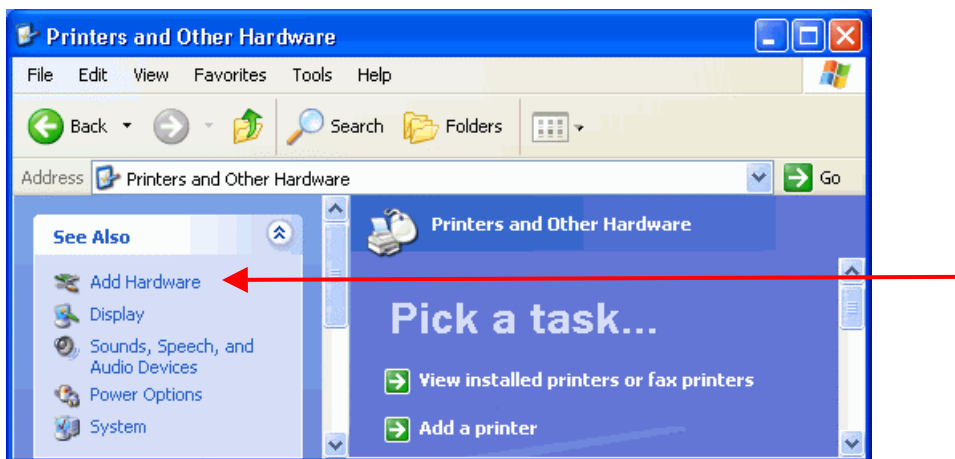 Printers and Other Hardware
File Edit View Favorites Tools Help
Back Search Folders
Address Printers and Other Hardware Go
See Also
Add Hardware
Display
Sounds, Speech, and
Audio Devices
Power Options
System
Printers and Other Hardware
Pick a task...
View installed printers or fax printers
Add a printer